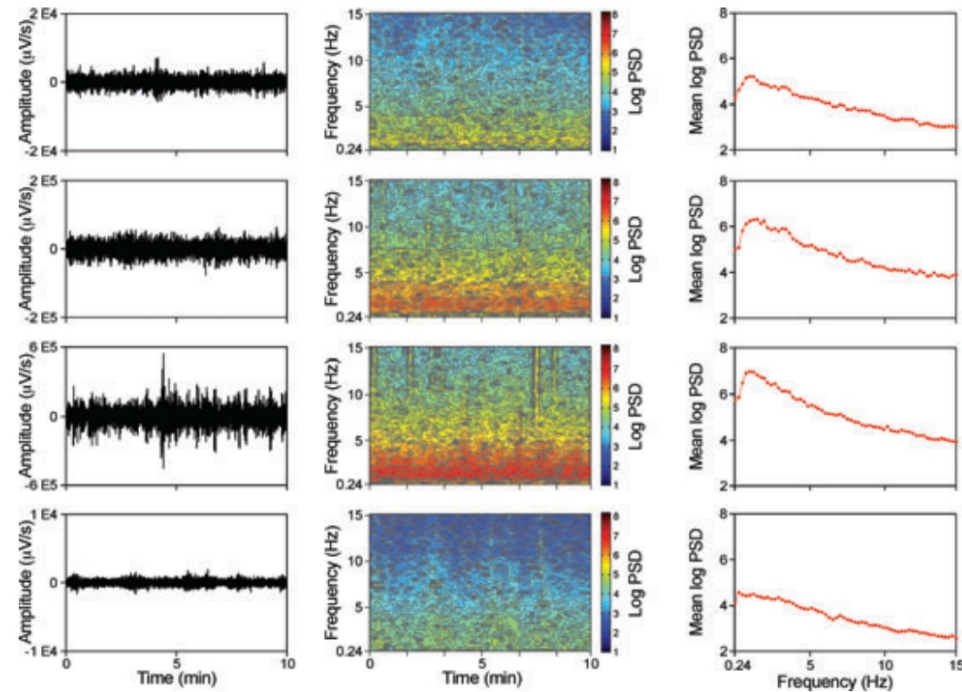 2 E4
0
-2 E4
Amplitude (µV/s)
0
5
10
15
5
0.24
Frequency (Hz)
8
7
6
5
4
3
2
1
Log PSD
8
6
4
2
Mean log PSD
2 E5
0
-2 E5
Amplitude (µV/s)
15
5
0.24
Frequency (Hz)
8
7
6
5
4
3
2
1
Log PSD
8
6
4
2
Mean log PSD
6 E5
0
-6 E5
Amplitude (µV/s)
15
5
0.24
Frequency (Hz)
8
7
6
5
4
3
2
1
Log PSD
8
6
4
2
Mean log PSD
1 E4
0
-1 E4
Amplitude (µV/s)
0 5 10
Time (min)
15
10
5
0.24
Frequency (Hz)
0 5 10
Time (min)
8
7
6
5
4
3
2
1
Log PSD
8
6
4
2
Mean log PSD
0.24 5 10 15
Frequency (Hz)